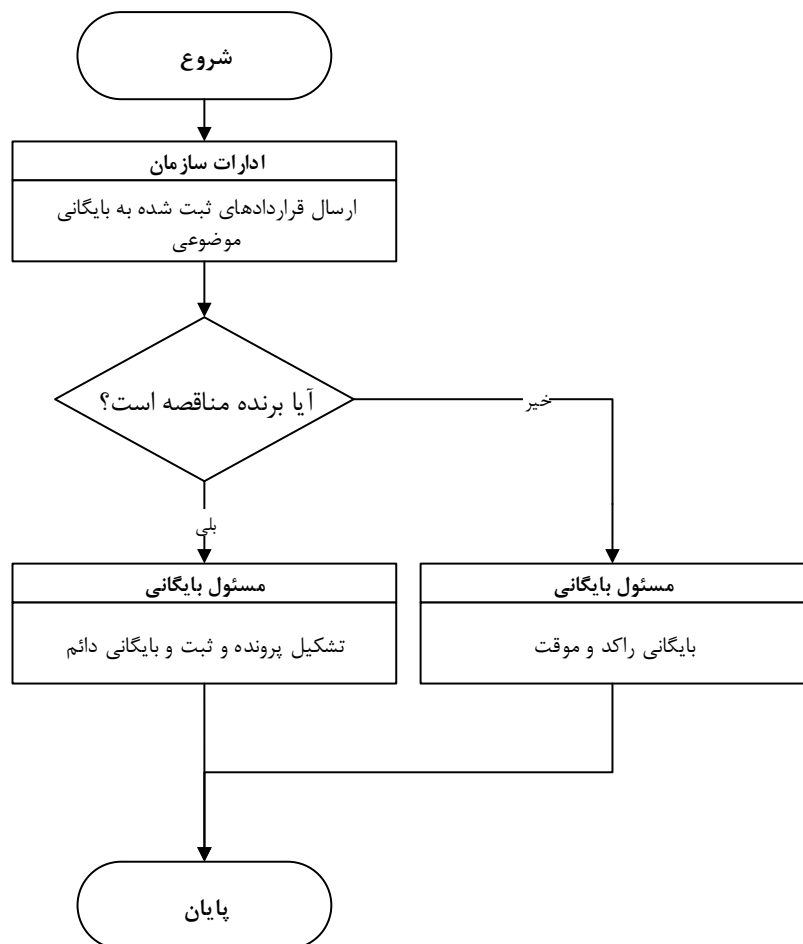 شروع
ادارات سازمان
ارسال قراردادهای ثبت شده به بایگانی
موضوعی
آیا برنده مناقصه است؟
خیر
بلی
مسئول بایگانی
تشکیل پرونده و ثبت و بایگانی دائم
مسئول بایگانی
بایگانی راکد و موقت
پایان